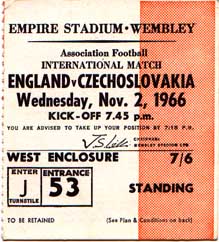 EMPIRE STADIUM · WEMBLEY
Association Football
INTERNATIONAL MATCH
ENGLAND v CZECHOSLOVAKIA
Wednesday, Nov. 2, 1966
KICK-OFF 7.45 p.m.
YOU ARE ADVISED TO TAKE UP YOUR POSITION BY 7:15 P.M.
CHAIRMAN:
WEMBLEY STADIUM LTD
WEST ENCLOSURE 7/6
ENTER J TURNSTILE
ENTRANCE 53
STANDING
TO BE RETAINED (See Plan & Conditions on back)